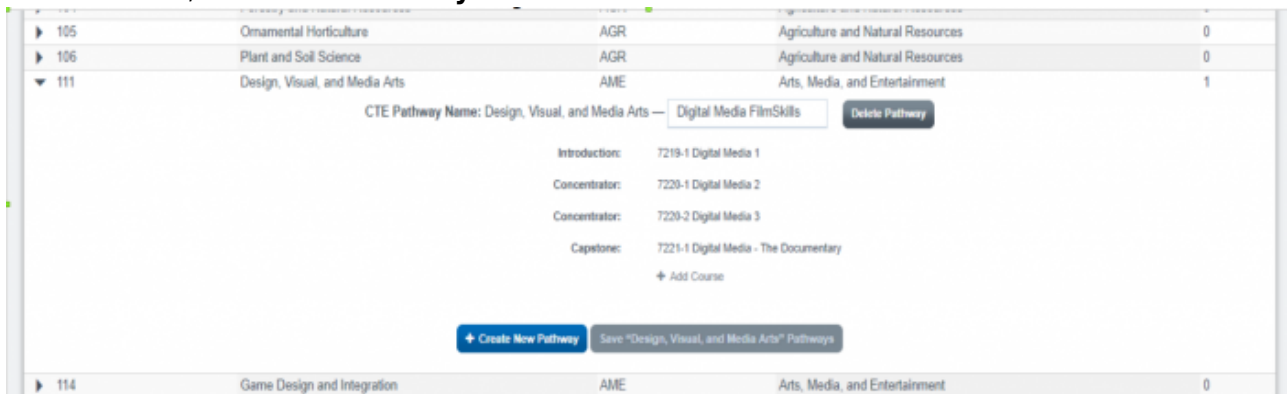 105 Ornamental Horticulture AGR Agriculture and Natural Resources 0
106 Plant and Soil Science AGR Agriculture and Natural Resources 0
111 Design, Visual, and Media Arts AME Arts, Media, and Entertainment 1
CTE Pathway Name: Design, Visual, and Media Arts — Digital Media FilmSkills Delete Pathway
Introduction: 7219-1 Digital Media 1
Concentrator: 7220-1 Digital Media 2
Concentrator: 7220-2 Digital Media 3
Capstone: 7221-1 Digital Media - The Documentary
+ Add Course
+ Create New Pathway Save "Design, Visual, and Media Arts" Pathways
114 Game Design and Integration AME Arts, Media, and Entertainment 0